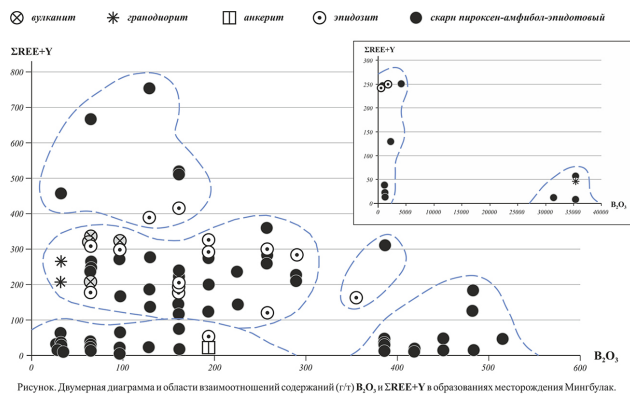 вулканит гранодиорит анкерит эпидозит скарн пироксен-амфибол-эпидотовый
ΣREE+Y
800
700
600
500
400
300
200
100
0
0 100 200 300 400 500 600
B₂O₃
ΣREE+Y
300
250
200
150
100
50
0
0 5000 10000 15000 20000 25000 30000 35000 40000
B₂O₃
Рисунок. Двумерная диаграмма и области взаимоотношений содержаний (г/т) B₂O₃ и ΣREE+Y в образованиях месторождения Мингбулак.